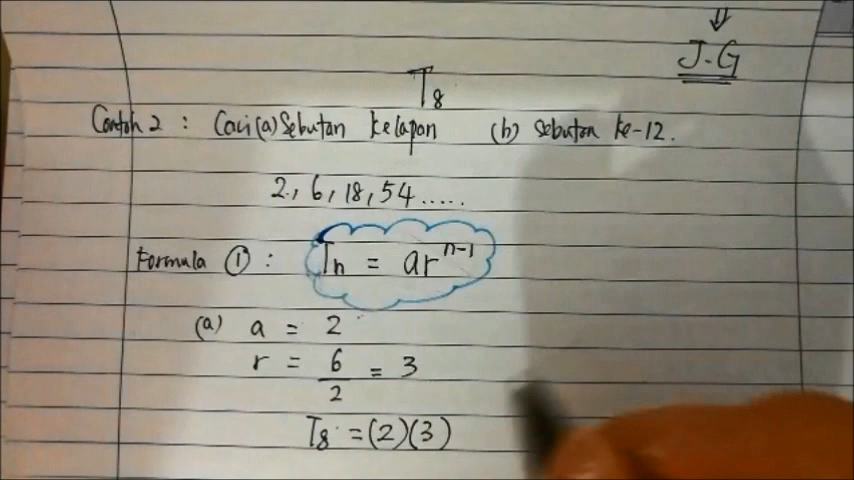 ⇓
J-G
T₈
Contoh 2 : Cari (a) Sebutan kelapan (b) Sebutan ke-12.
2, 6, 18, 54 .....
Formula ① : Tₙ = arⁿ⁻¹
(a) a = 2
r = 6/2 = 3
T₈ = (2)(3)